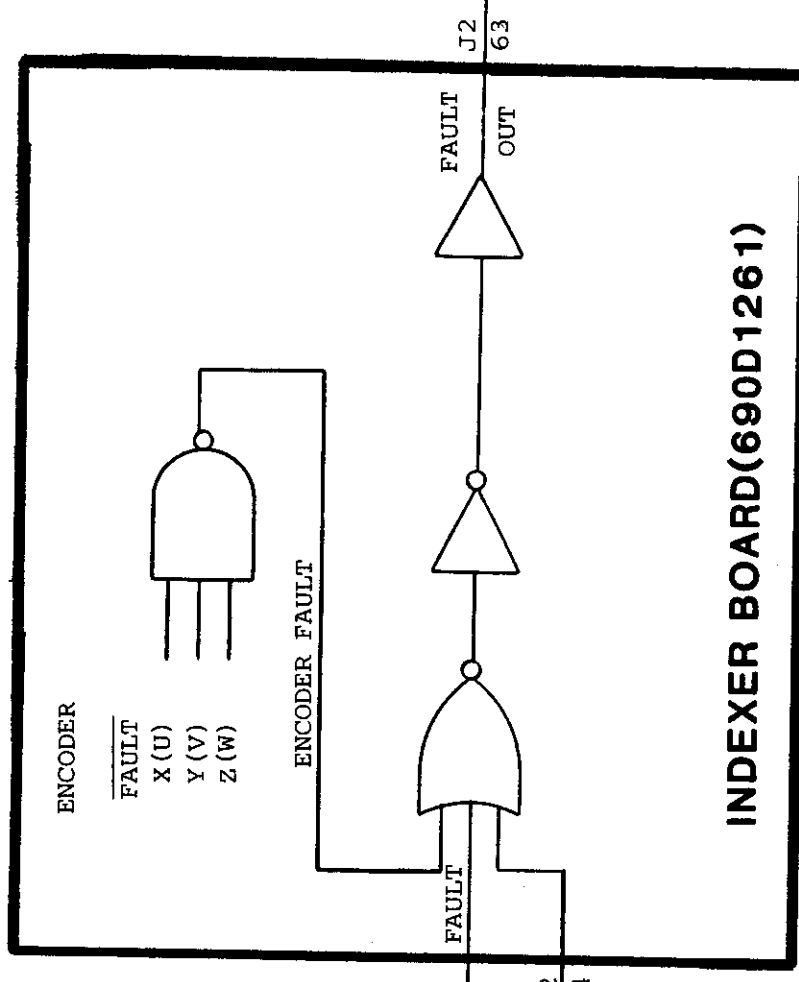 J2
63
FAULT
OUT
ENCODER
FAULT
X(U)
Y(V)
Z(W)
ENCODER FAULT
FAULT
INDEXER BOARD(690D1261)